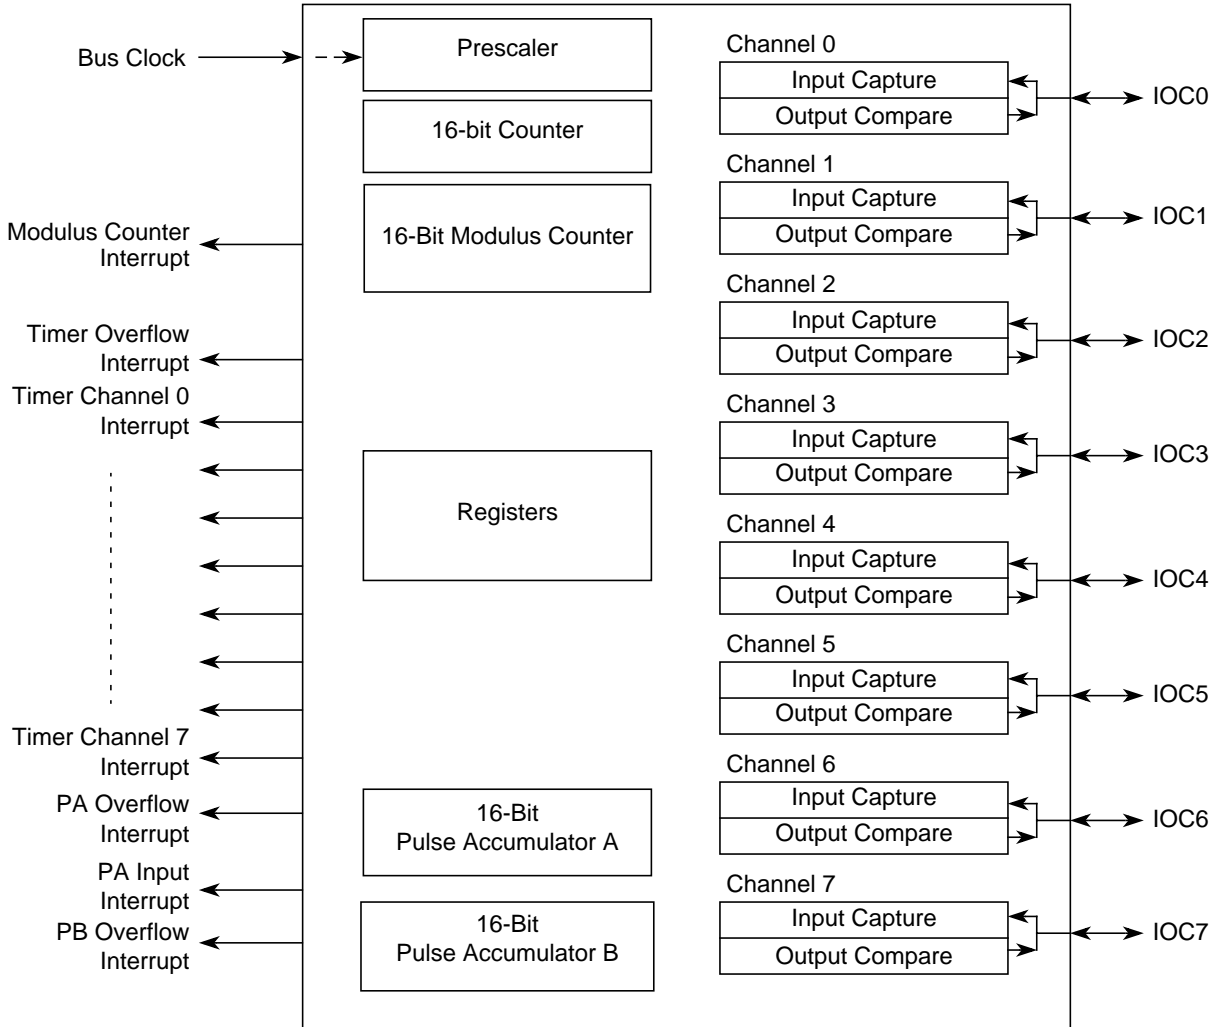 Bus Clock
Modulus Counter
Interrupt
Timer Overflow
Interrupt
Timer Channel 0
Interrupt
Timer Channel 7
Interrupt
PA Overflow
Interrupt
PA Input
Interrupt
PB Overflow
Interrupt
Prescaler
16-bit Counter
16-Bit Modulus Counter
Registers
16-Bit
Pulse Accumulator A
16-Bit
Pulse Accumulator B
Channel 0
Input Capture
Output Compare
IOC0
Channel 1
Input Capture
Output Compare
IOC1
Channel 2
Input Capture
Output Compare
IOC2
Channel 3
Input Capture
Output Compare
IOC3
Channel 4
Input Capture
Output Compare
IOC4
Channel 5
Input Capture
Output Compare
IOC5
Channel 6
Input Capture
Output Compare
IOC6
Channel 7
Input Capture
Output Compare
IOC7